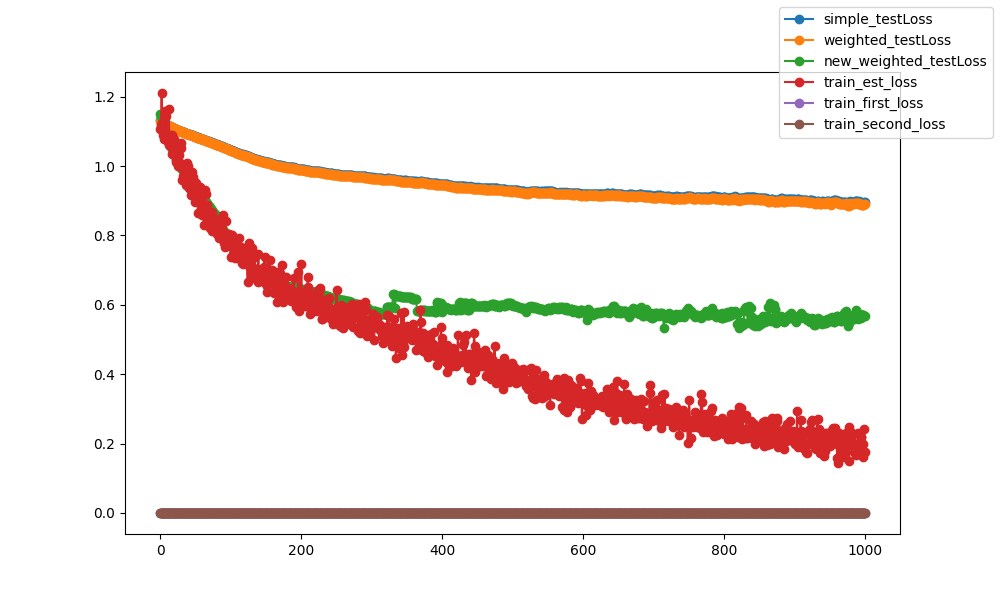 simple_testLoss
weighted_testLoss
new_weighted_testLoss
train_est_loss
train_first_loss
train_second_loss
1.2
1.0
0.8
0.6
0.4
0.2
0.0
0 200 400 600 800 1000